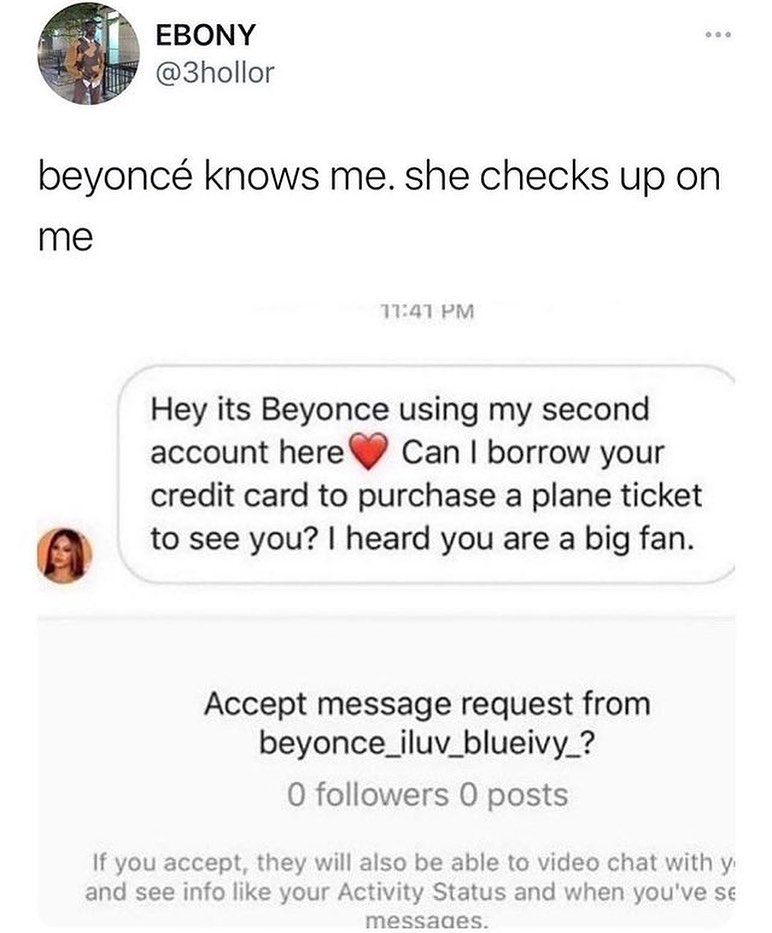 EBONY
@3hollor
beyoncé knows me. she checks up on
me
11:41 PM
Hey its Beyonce using my second
account here❤️ Can I borrow your
credit card to purchase a plane ticket
to see you? I heard you are a big fan.
Accept message request from
beyonce_iluv_blueivy_?
0 followers 0 posts
If you accept, they will also be able to video chat with y
and see info like your Activity Status and when you've se
messages.